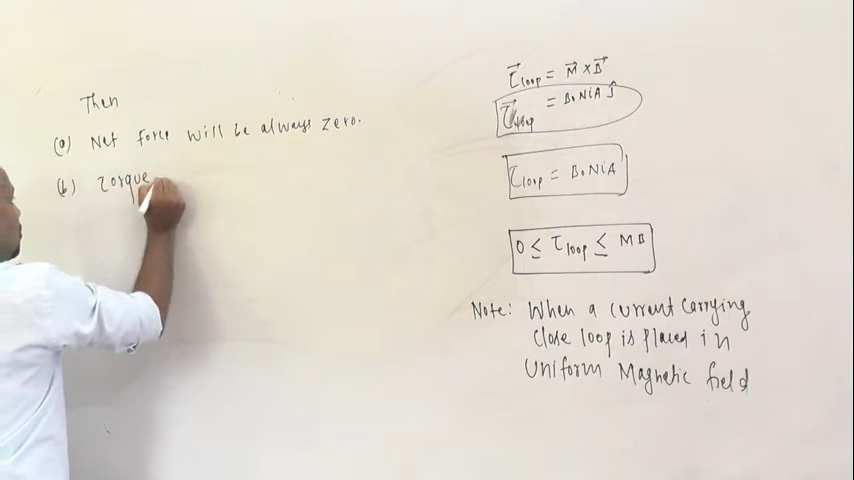 Then
(a) Net force will be always zero.
(b) Torque
τ⃗loop = M⃗ × B⃗
τ⃗loop = B₀NiA ĵ
τloop = B₀NiA
0 ≤ τloop ≤ MB
Note: When a current carrying
close loop is placed in
Uniform Magnetic field